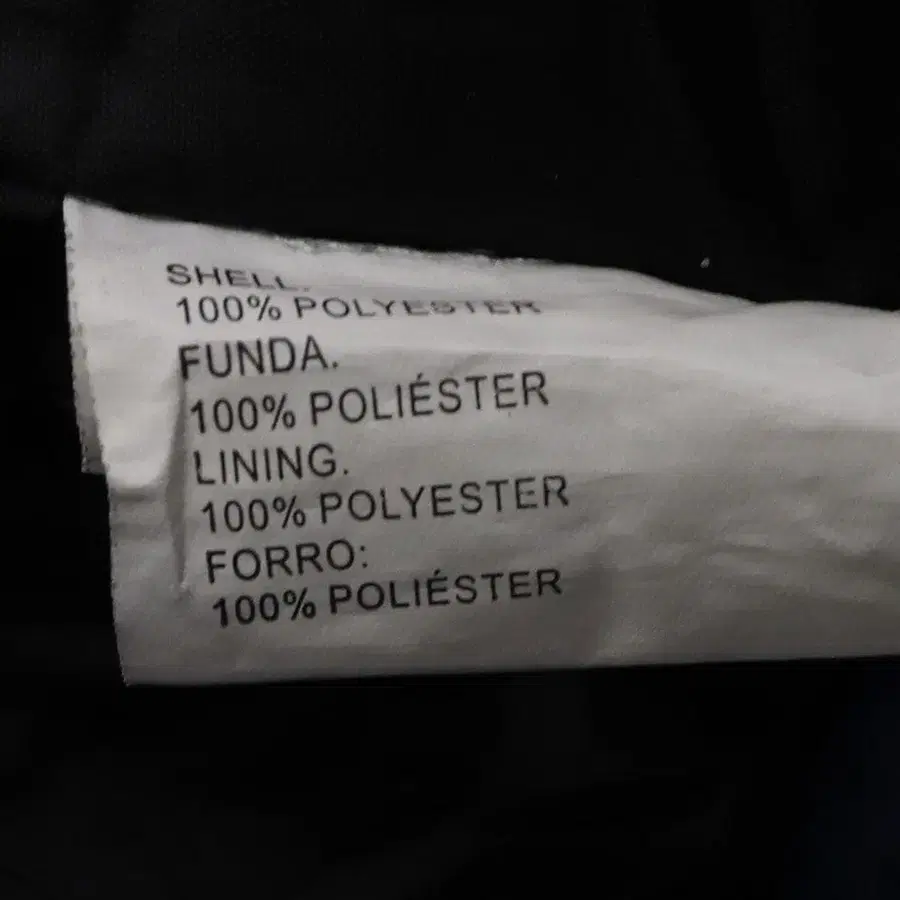 SHELL.
100% POLYESTER
FUNDA.
100% POLIÉSTER
LINING.
100% POLYESTER
FORRO:
100% POLIÉSTER